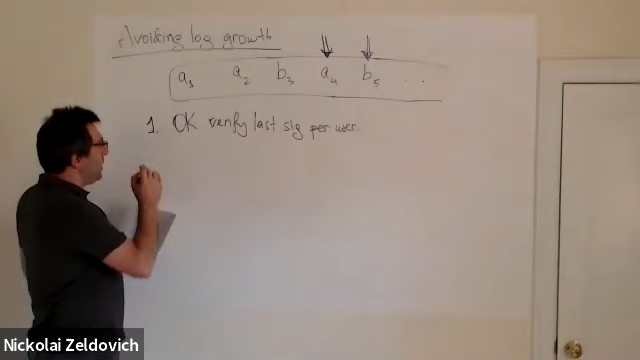 Avoiding log growth
a₁ a₂ b₃ a₄ b₅ ...
1. OK verify last sig per user.
Nickolai Zeldovich